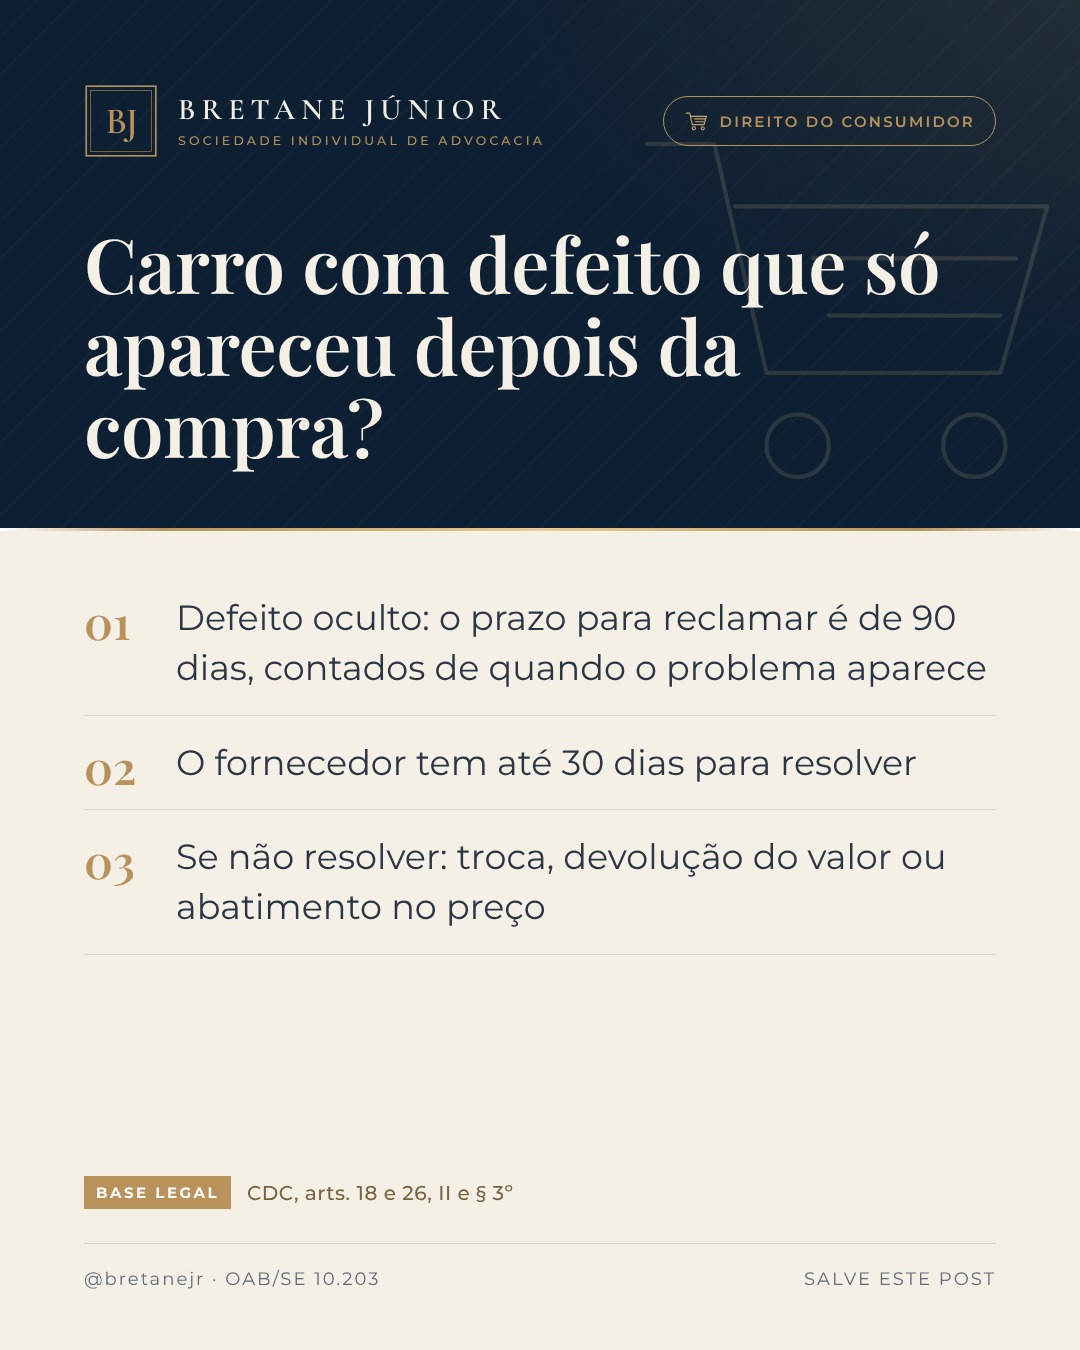 BJ
BRETANE JÚNIOR
SOCIEDADE INDIVIDUAL DE ADVOCACIA
DIREITO DO CONSUMIDOR
Carro com defeito que só
apareceu depois da
compra?
01 Defeito oculto: o prazo para reclamar é de 90
dias, contados de quando o problema aparece
02 O fornecedor tem até 30 dias para resolver
03 Se não resolver: troca, devolução do valor ou
abatimento no preço
BASE LEGAL CDC, arts. 18 e 26, II e § 3º
@bretanejr · OAB/SE 10.203
SALVE ESTE POST